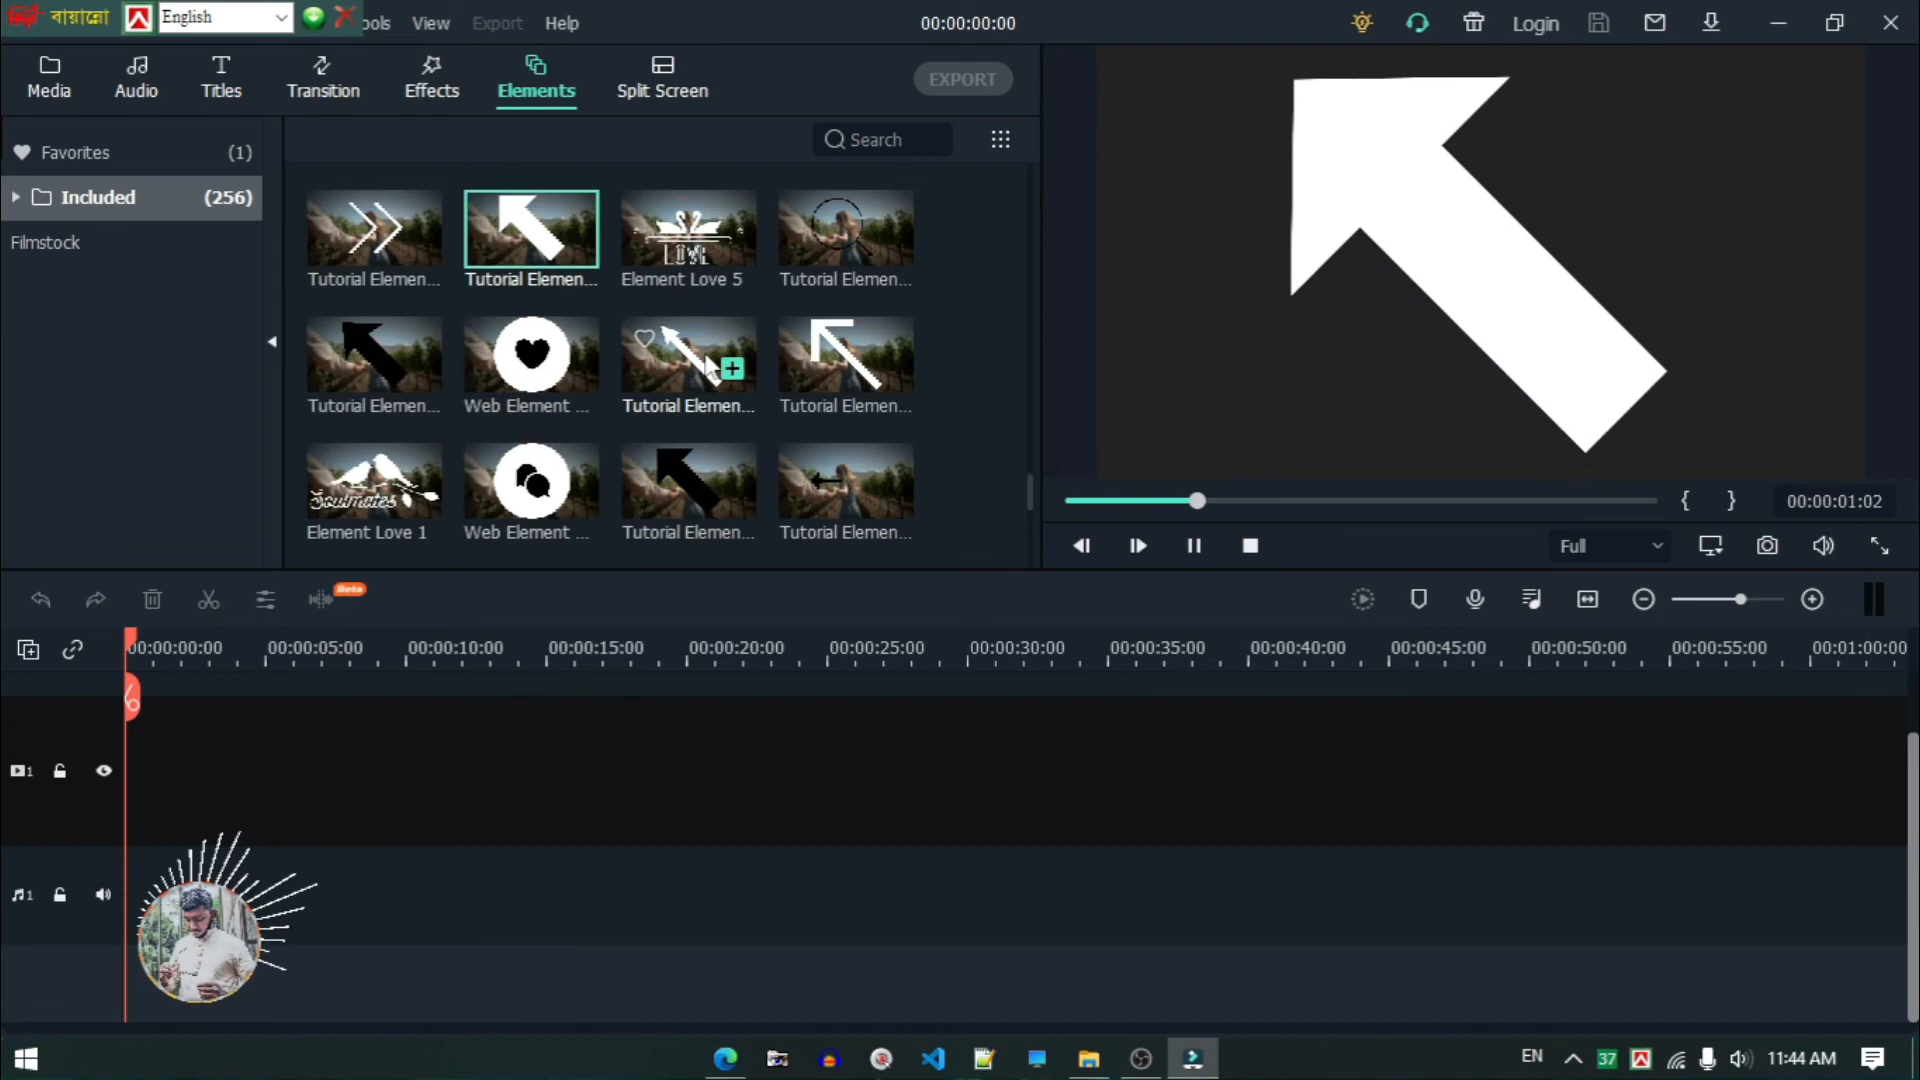 বায়ান্নো English ools View Export Help 00:00:00:00 Login
Media Audio Titles Transition Effects Elements Split Screen EXPORT
Favorites (1)
Included (256)
Filmstock
Search
Tutorial Elemen... Tutorial Elemen... Element Love 5 Tutorial Elemen...
LOVE
Tutorial Elemen... Web Element ... Tutorial Elemen... Tutorial Elemen...
Soulmates
Element Love 1 Web Element ... Tutorial Elemen... Tutorial Elemen...
{ } 00:00:01:02
Full
Beta
00:00:00:00 00:00:05:00 00:00:10:00 00:00:15:00 00:00:20:00 00:00:25:00 00:00:30:00 00:00:35:00 00:00:40:00 00:00:45:00 00:00:50:00 00:00:55:00 00:01:00:00
1
1
EN 37 11:44 AM